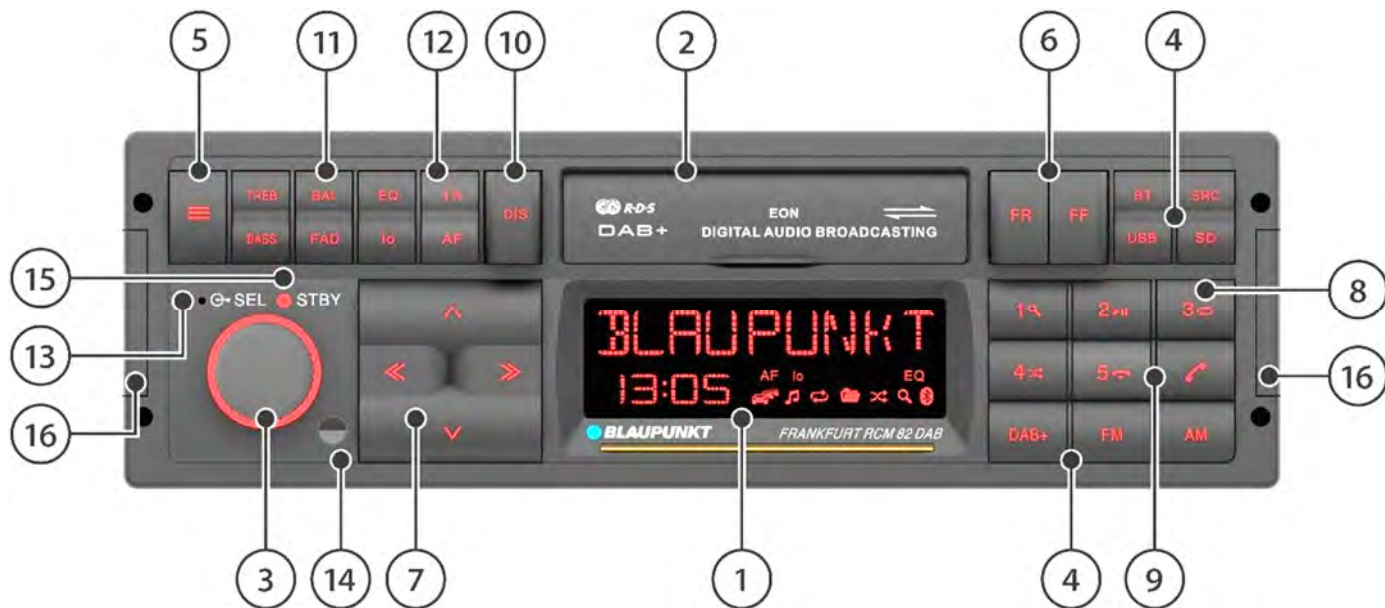 5 11 12 10 2 6 4
TREB BAL EQ DIS
DASS FAD lo AF
R·D·S
DAB+
EON
DIGITAL AUDIO BROADCASTING
FR FF
BT SRC
USB SD
15
13
SEL STBY
16
BLAUPUNKT
AF lo EQ
13:05
BLAUPUNKT FRANKFURT RCM 82 DAB
8
1 2 3
4 5
DAB+ FM AM
16
3 14 7 1 4 9